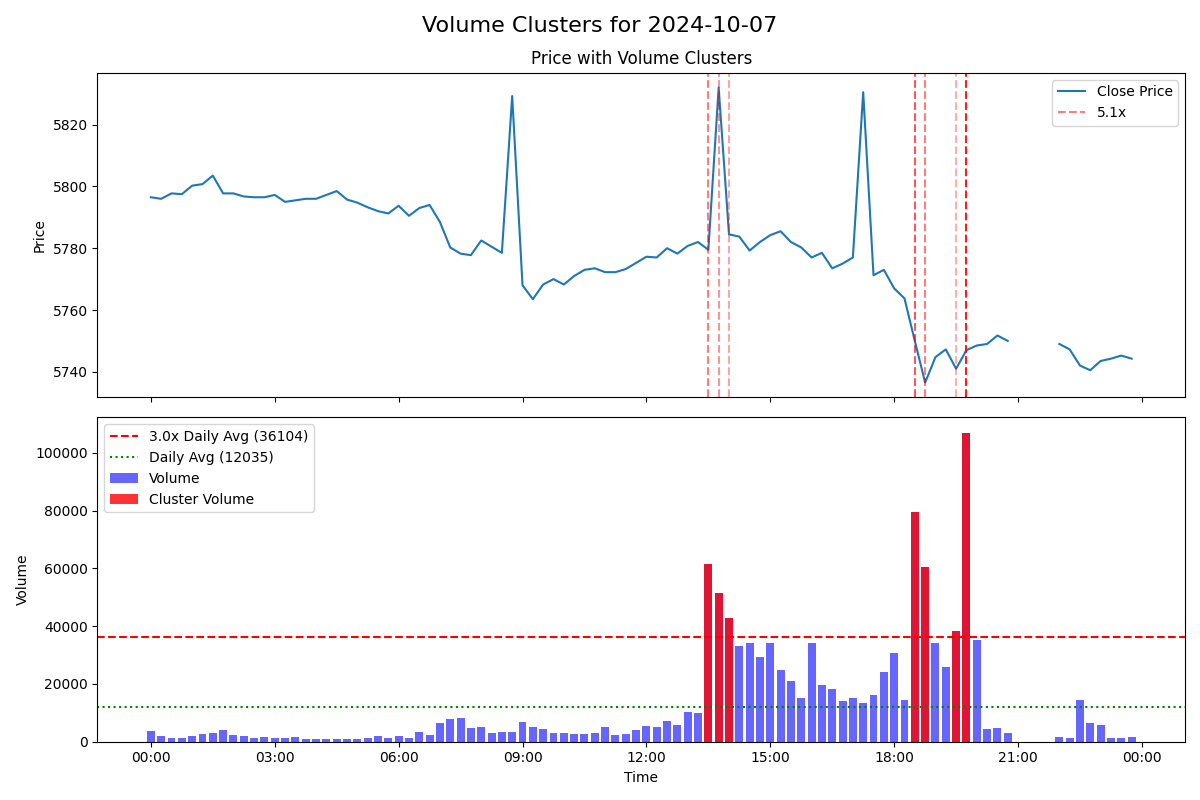 Volume Clusters for 2024-10-07
Price with Volume Clusters
Close Price
5.1x
5820
5800
5780
5760
5740
Price
3.0x Daily Avg (36104)
Daily Avg (12035)
Volume
Cluster Volume
100000
80000
60000
40000
20000
0
Volume
00:00 03:00 06:00 09:00 12:00 15:00 18:00 21:00 00:00
Time